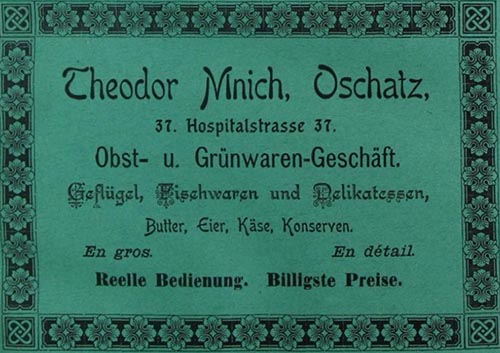 Theodor Mnich, Oschatz,
37. Hospitalstrasse 37.
Obst- u. Grünwaren-Geschäft.
Geflügel, Fischwaren und Delikatessen,
Butter, Eier, Käse, Konserven.
En gros. En détail.
Reelle Bedienung. Billigste Preise.